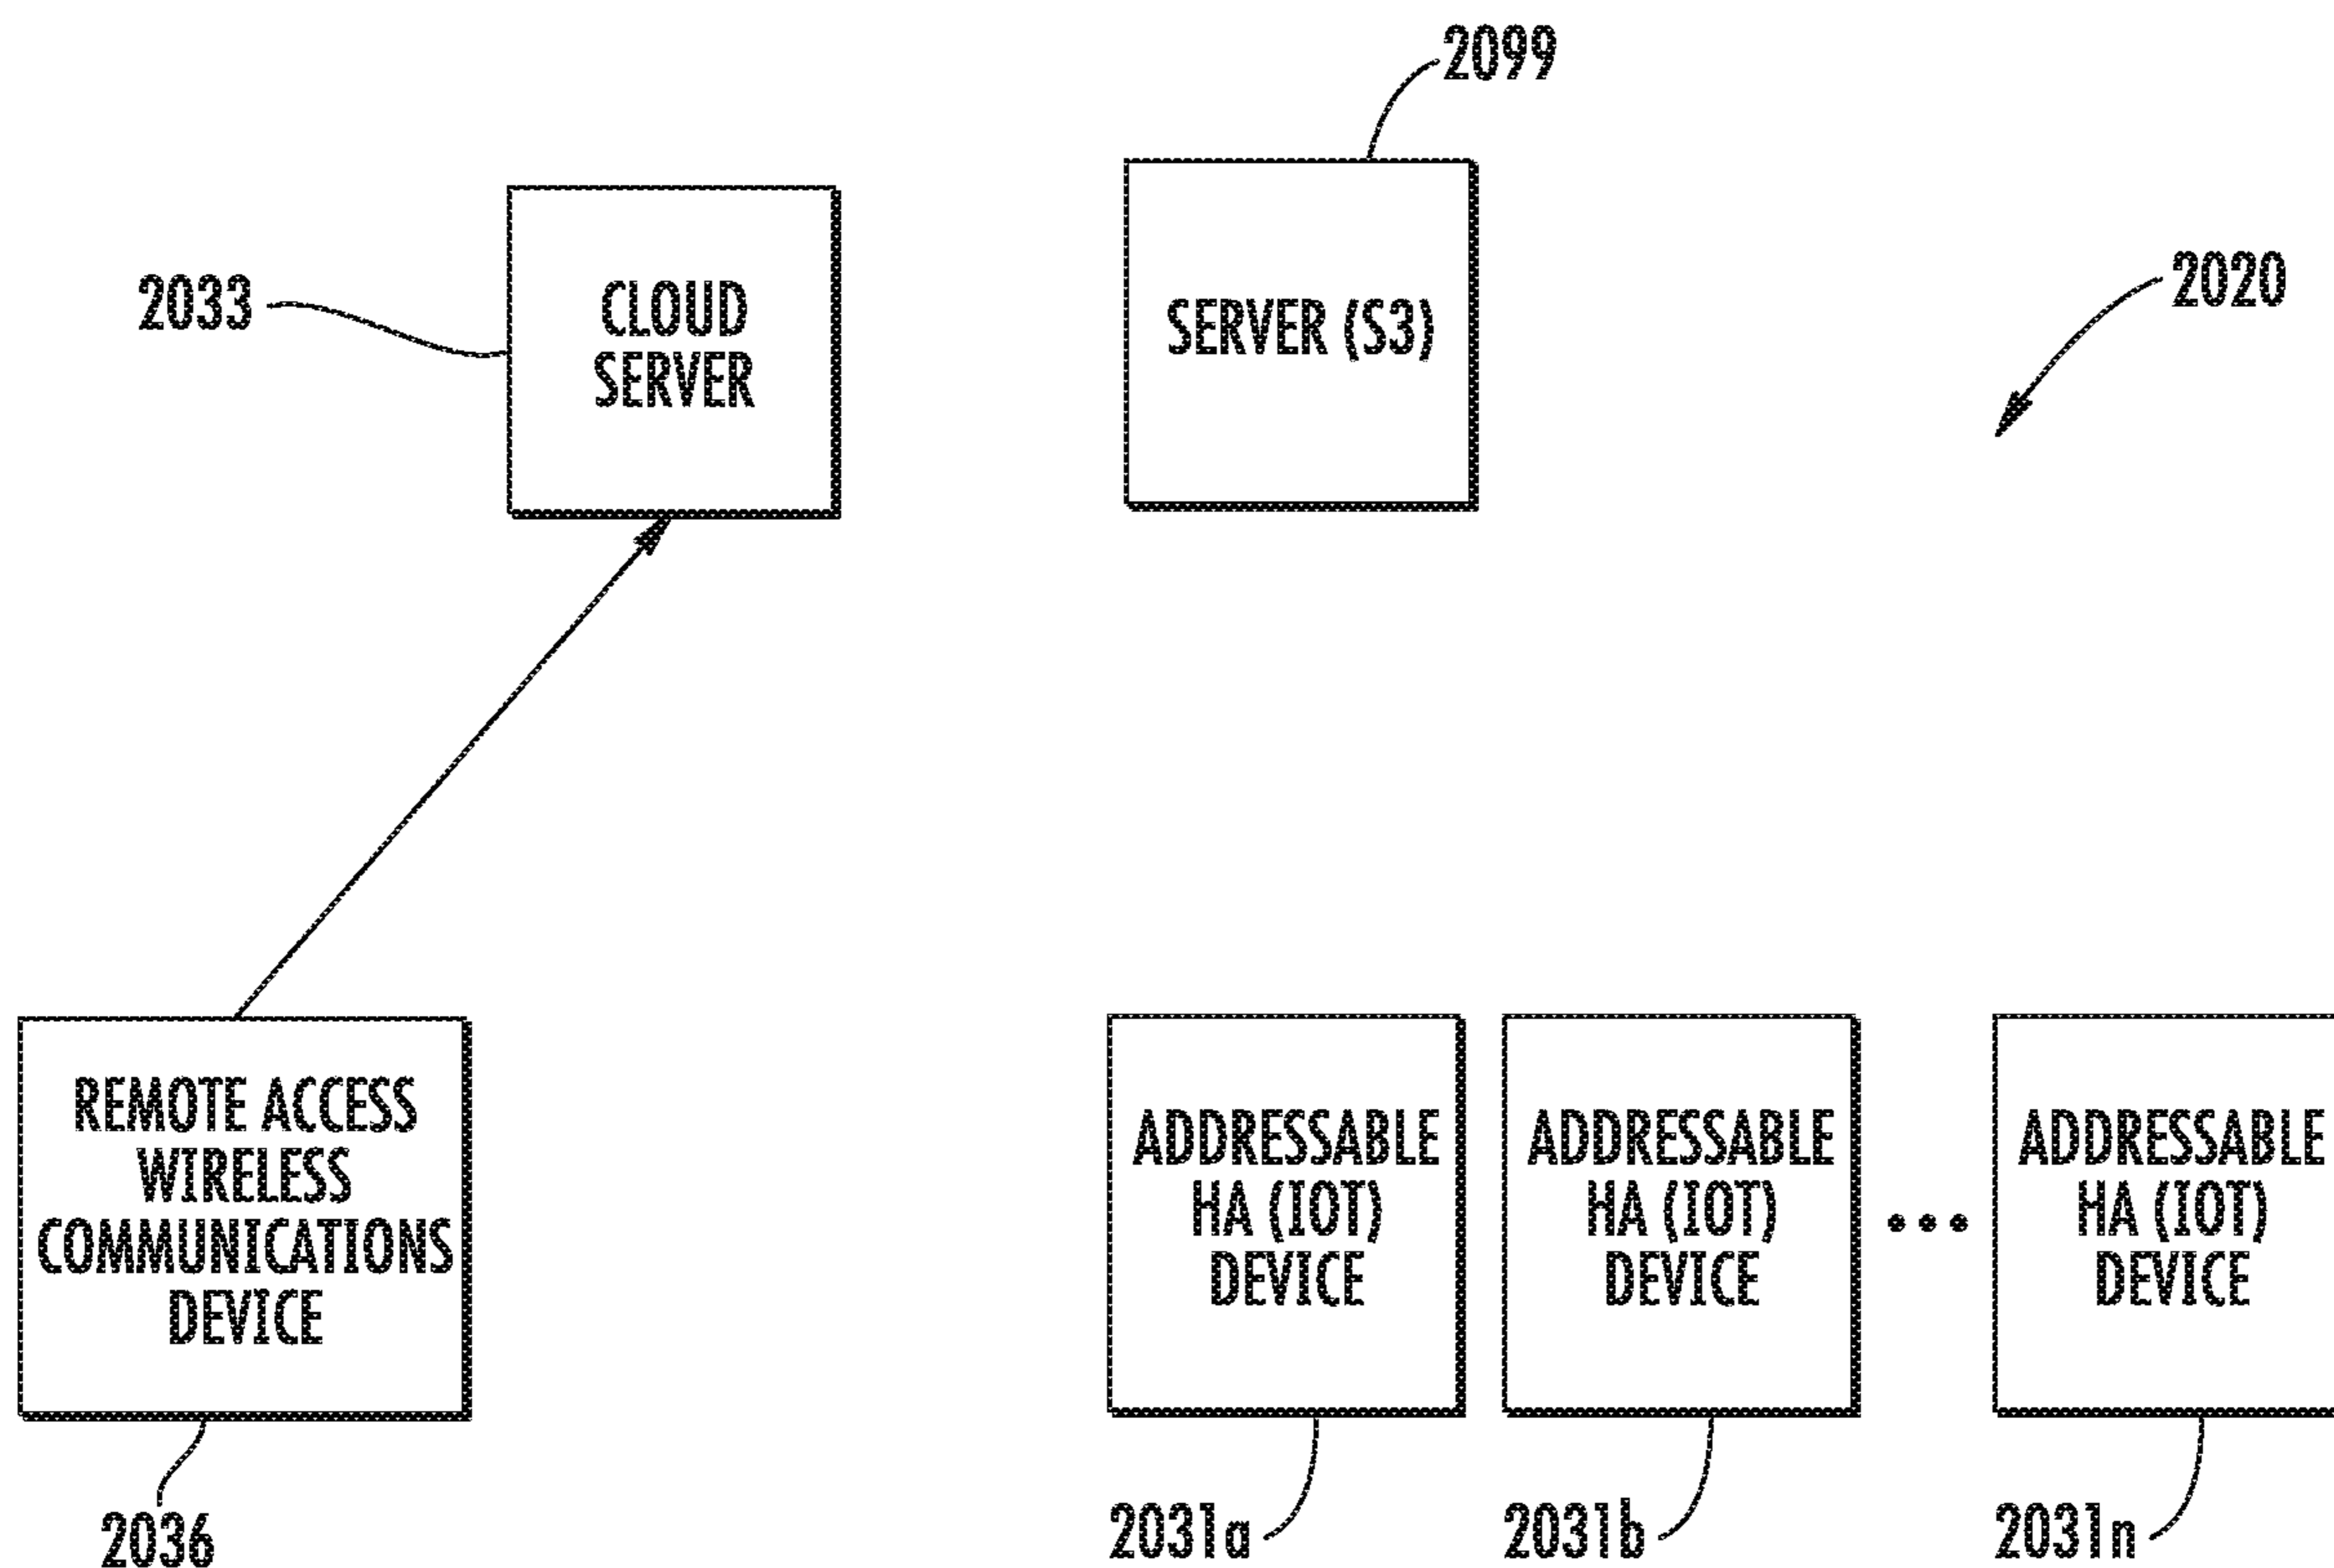 2099
2033
CLOUD
SERVER
SERVER (S3)
2020
REMOTE ACCESS
WIRELESS
COMMUNICATIONS
DEVICE
ADDRESSABLE
HA (IOT)
DEVICE
ADDRESSABLE
HA (IOT)
DEVICE
•••
ADDRESSABLE
HA (IOT)
DEVICE
2036
2031a
2031b
2031n